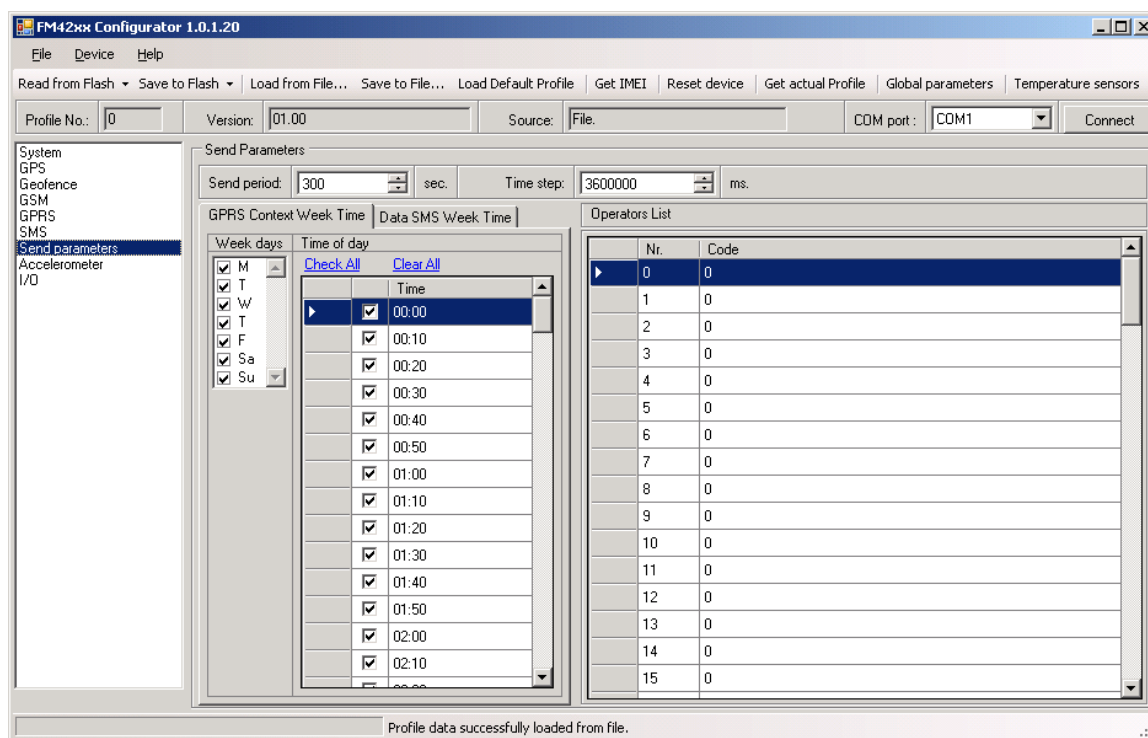 FM42xx Configurator 1.0.1.20
File Device Help
Read from Flash Save to Flash Load from File... Save to File... Load Default Profile Get IMEI Reset device Get actual Profile Global parameters Temperature sensors
Profile No.: 0 Version: 01.00 Source: File. COM port : COM1 Connect
System
GPS
Geofence
GSM
GPRS
SMS
Send parameters
Accelerometer
I/O
Send Parameters
Send period: 300 sec. Time step: 3600000 ms.
GPRS Context Week Time Data SMS Week Time
Week days
M
T
W
T
F
Sa
Su
Time of day
Check All Clear All
Time
00:00
00:10
00:20
00:30
00:40
00:50
01:00
01:10
01:20
01:30
01:40
01:50
02:00
02:10
Operators List
Nr. Code
0 0
1 0
2 0
3 0
4 0
5 0
6 0
7 0
8 0
9 0
10 0
11 0
12 0
13 0
14 0
15 0
Profile data successfully loaded from file.